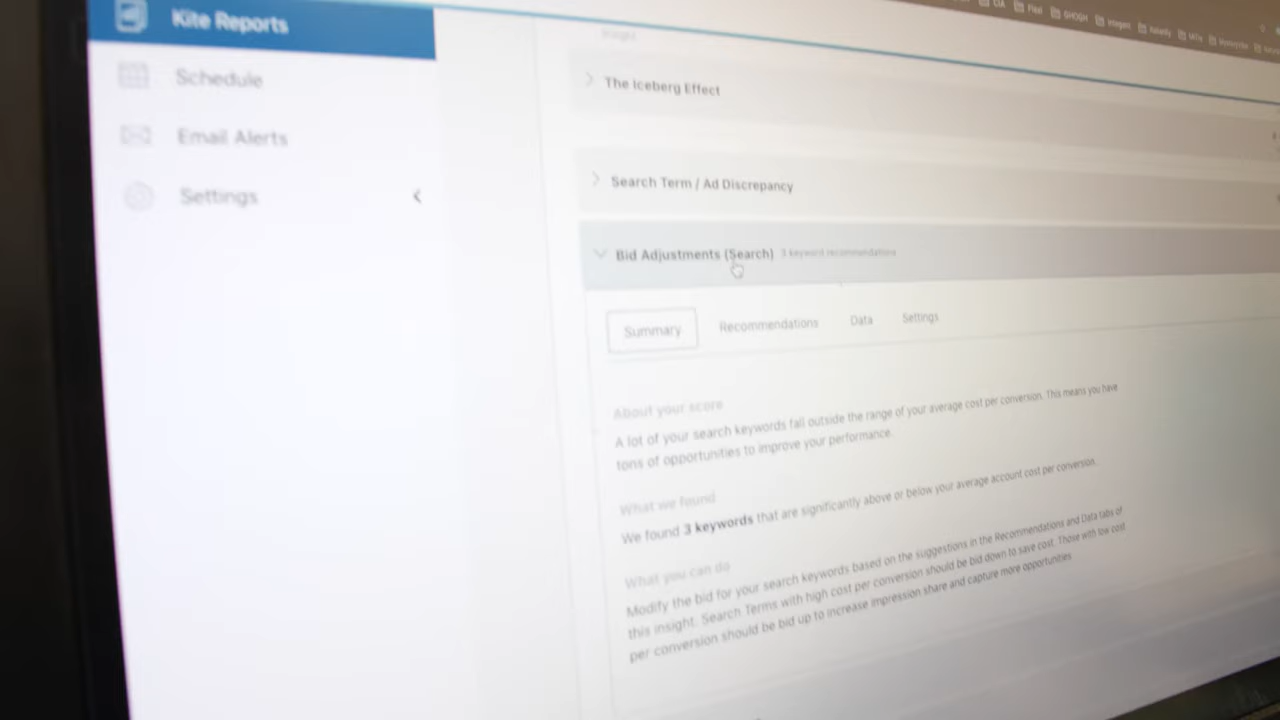 Kite Reports
Schedule
Email Alerts
Settings
Insight
The Iceberg Effect
Search Term / Ad Discrepancy
Bid Adjustments (Search) 3 keyword recommendations
Summary Recommendations Data Settings
About your score
A lot of your search keywords fall outside the range of your average cost per conversion. This means you have
tons of opportunities to improve your performance.
What we found
We found 3 keywords that are significantly above or below your average account cost per conversion.
What you can do
Modify the bid for your search keywords based on the suggestions in the Recommendations and Data tabs of
this insight. Search Terms with high cost per conversion should be bid down to save cost. Those with low cost
per conversion should be bid up to increase impression share and capture more opportunities.